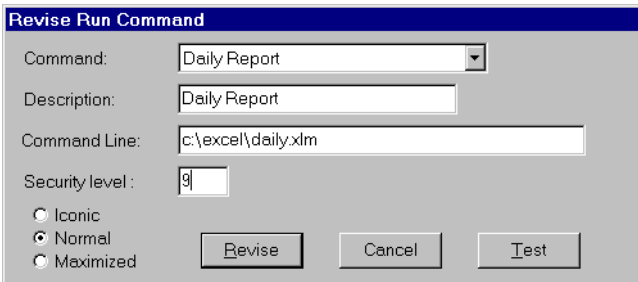 Revise Run Command
Command: Daily Report
Description: Daily Report
Command Line: c:\excel\daily.xlm
Security level : 9
Iconic
Normal
Maximized
Revise Cancel Test